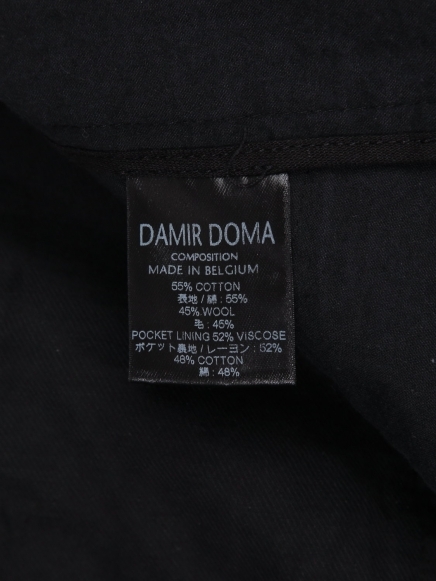 DAMIR DOMA
COMPOSITION
MADE IN BELGIUM
55% COTTON
表地 / 綿 : 55%
45% WOOL
毛 : 45%
POCKET LINING 52% VISCOSE
ポケット裏地 / レーヨン : 52%
48% COTTON
綿 : 48%